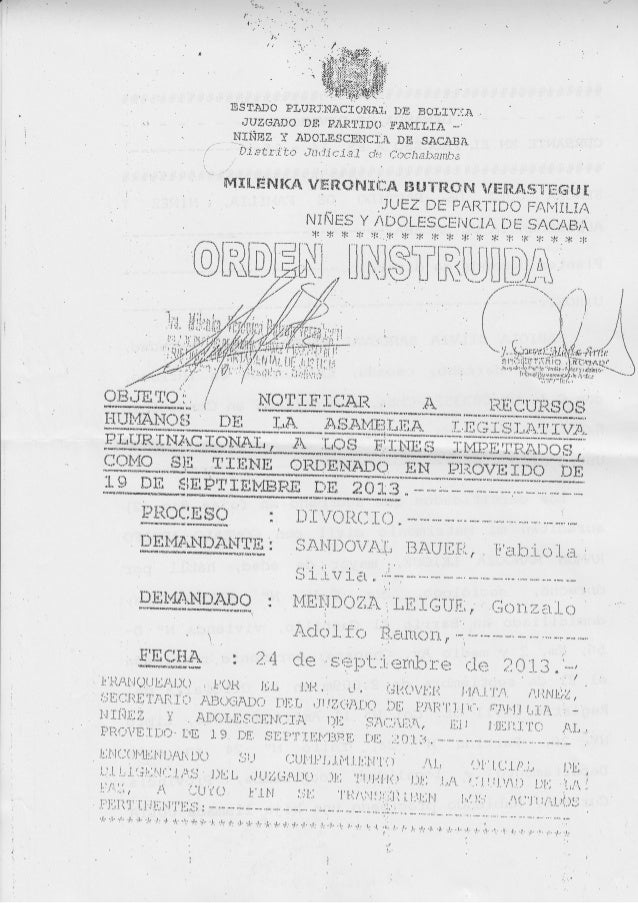 ESTADO PLURINACIONAL DE BOLIVIA
JUZGADO DE PARTIDO FAMILIA -
NIÑEZ Y ADOLESCENCIA DE SACABA
Distrito Judicial de Cochabamba
MILENKA VERONICA BUTRON VERASTEGUI
JUEZ DE PARTIDO FAMILIA
NIÑES Y ADOLESCENCIA DE SACABA
* * * * * * * * * * * * * * * * * * *
ORDEN INSTRUIDA
OBJETO: NOTIFICAR A RECURSOS
HUMANOS DE LA ASAMBLEA LEGISLATIVA
PLURINACIONAL, A LOS FINES IMPETRADOS,
COMO SE TIENE ORDENADO EN PROVEIDO DE
19 DE SEPTIEMBRE DE 2013.-----------
PROCESO : DIVORCIO.-----------
DEMANDANTE: SANDOVAL BAUER, Fabiola
Silvia.-----------
DEMANDADO : MENDOZA LEIGUE, Gonzalo
Adolfo Ramon,---------
FECHA : 24 de septiembre de 2013.-
FRANQUEADO POR EL DR. J. GROVER MAITA ARNEZ,
SECRETARIO ABOGADO DEL JUZGADO DE PARTIDO FAMILIA -
NIÑEZ Y ADOLESCENCIA DE SACABA, EN MERITO AL
PROVEIDO DE 19 DE SEPTIEMBRE DE 2013.-----------
ENCOMENDANDO SU CUMPLIMIENTO AL OFICIAL DE
DILIGENCIAS DEL JUZGADO DE TURNO DE LA CIUDAD DE LA
PAZ, A CUYO FIN SE TRANSCRIBEN LOS ACTUADOS
PERTINENTES:-----------